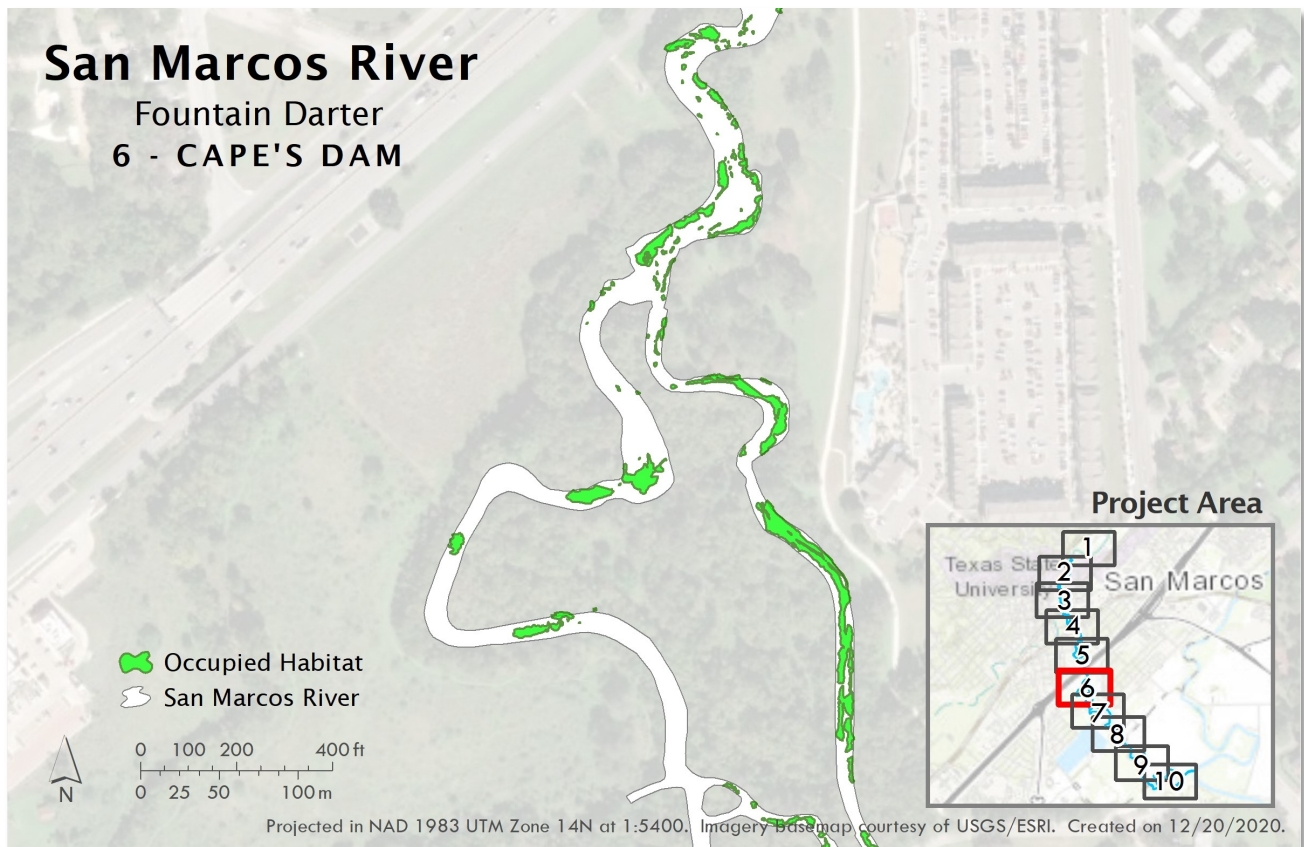 San Marcos River
Fountain Darter
6 - CAPE'S DAM
Project Area
Texas State
University
San Marcos
1
2
3
4
5
6
7
8
9
10
Occupied Habitat
San Marcos River
0 100 200 400 ft
0 25 50 100 m
N
Projected in NAD 1983 UTM Zone 14N at 1:5400. Imagery basemap courtesy of USGS/ESRI. Created on 12/20/2020.